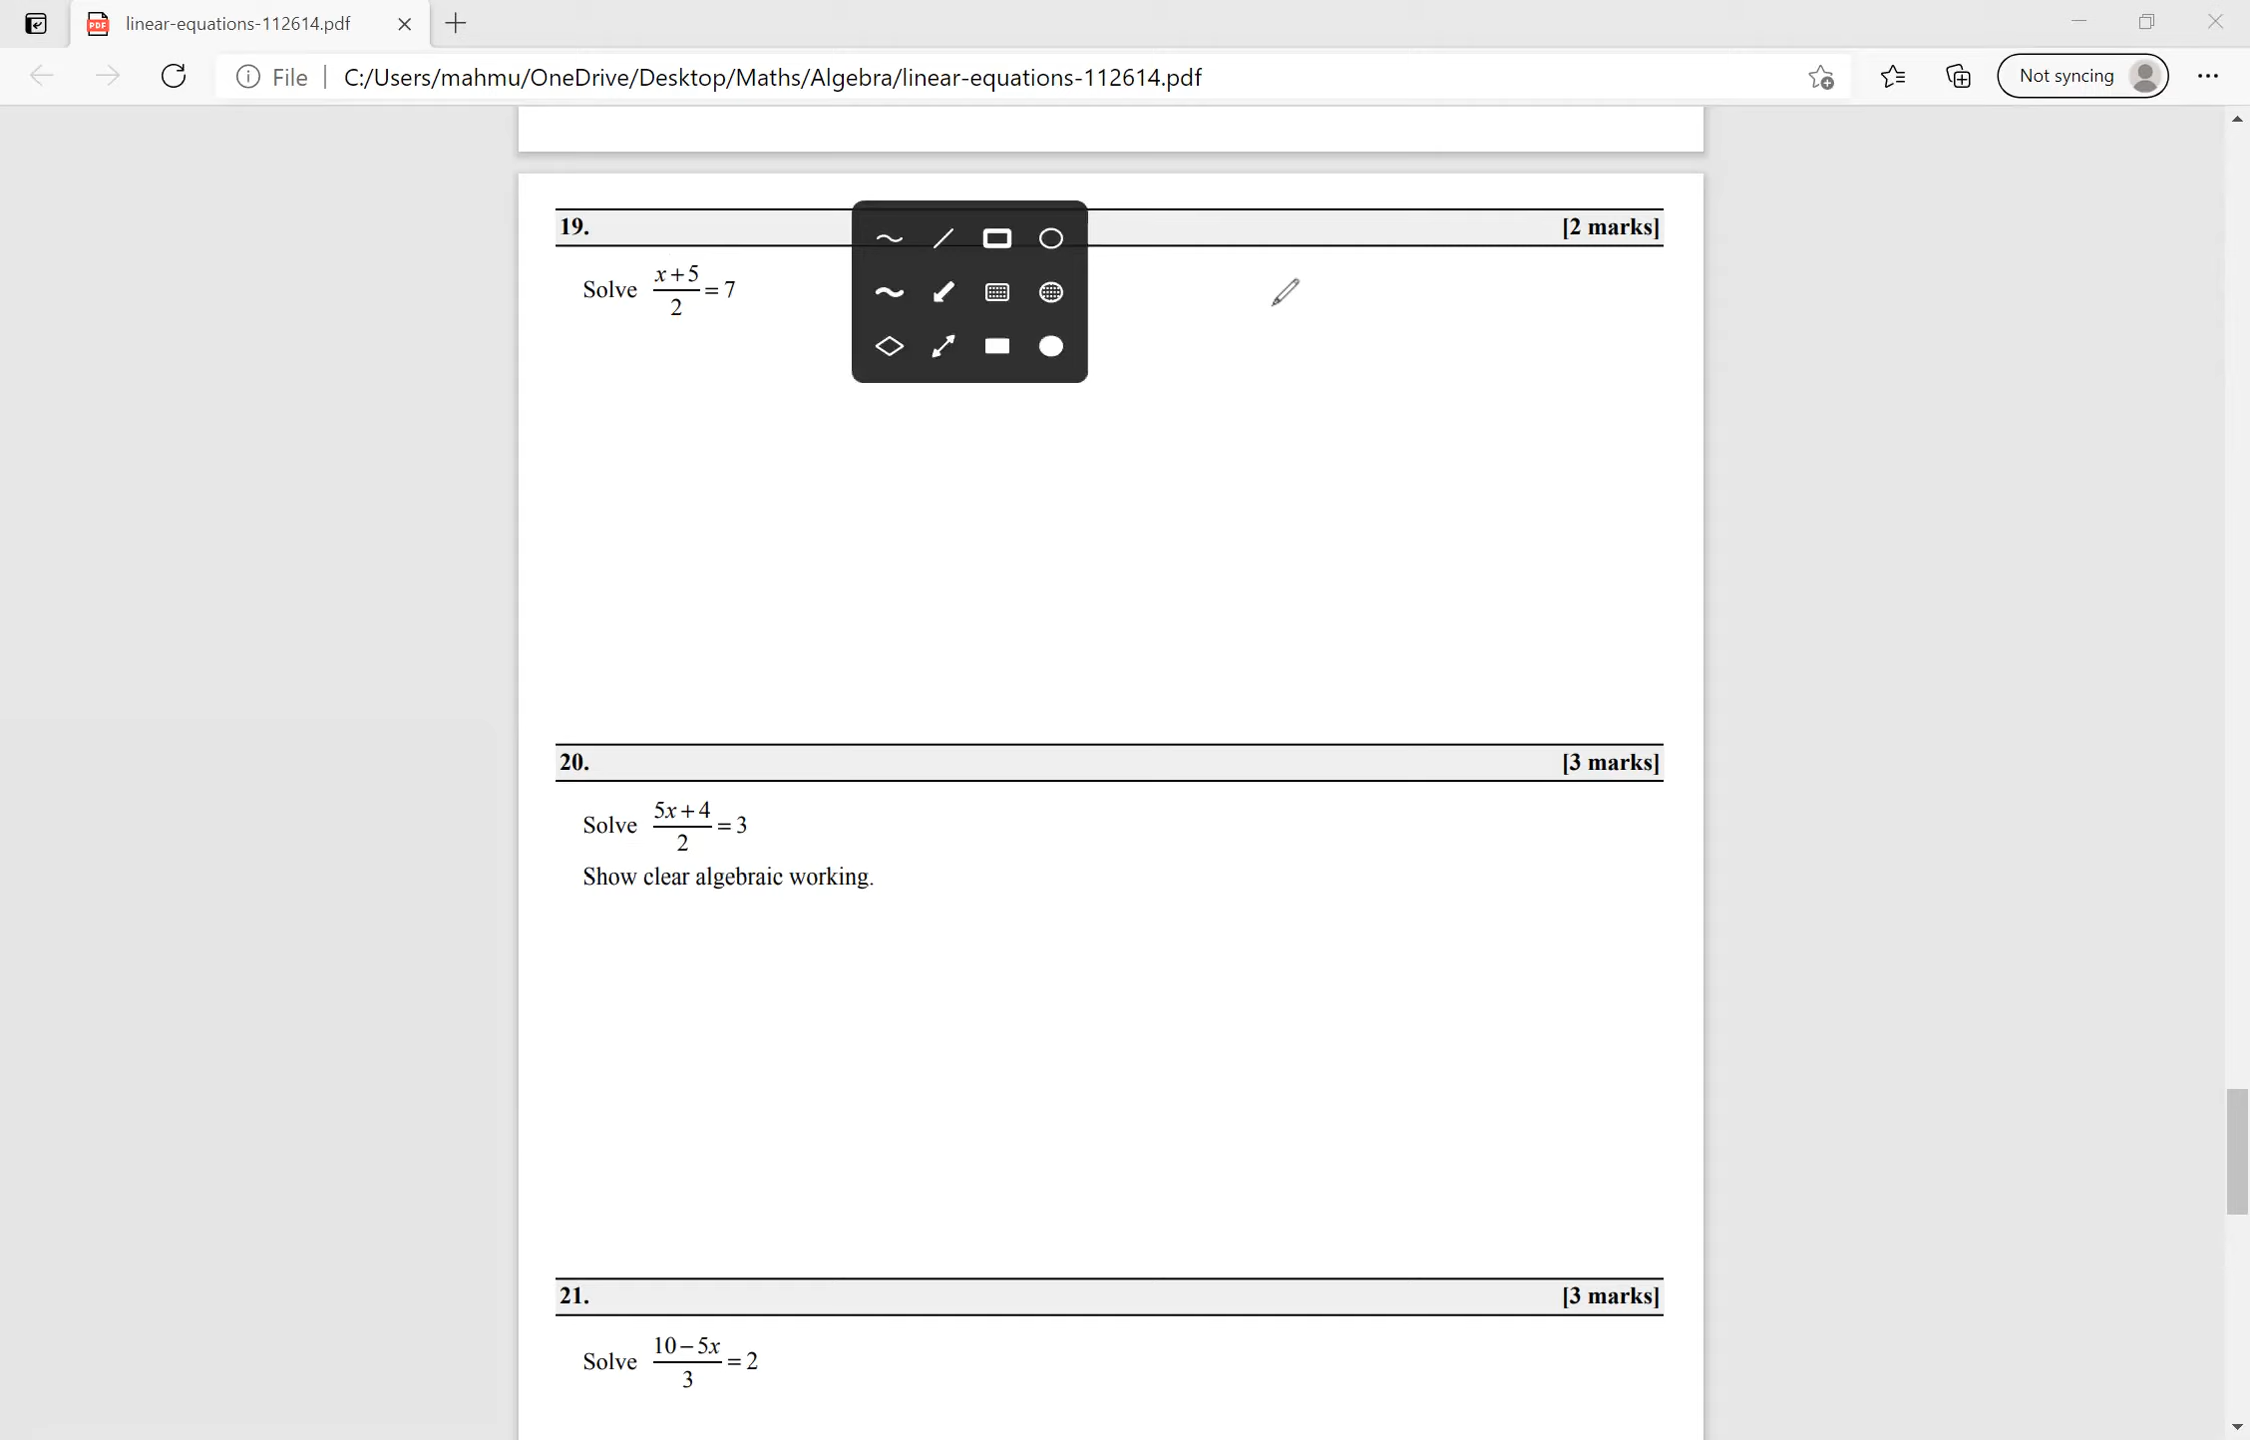 linear-equations-112614.pdf
File | C:/Users/mahmu/OneDrive/Desktop/Maths/Algebra/linear-equations-112614.pdf
Not syncing
19. [2 marks]
Solve (x+5)/2 = 7
20. [3 marks]
Solve (5x+4)/2 = 3
Show clear algebraic working.
21. [3 marks]
Solve (10−5x)/3 = 2